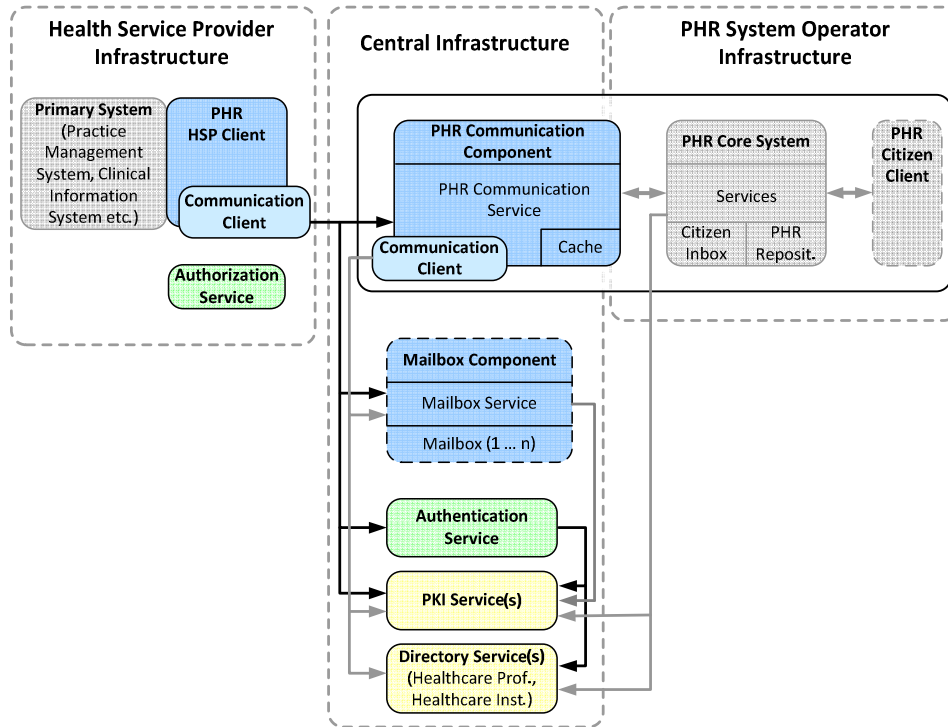 Health Service Provider
Infrastructure
Central Infrastructure
PHR System Operator
Infrastructure
Primary System
(Practice
Management
System, Clinical
Information
System etc.)
PHR
HSP Client
Communication
Client
Authorization
Service
PHR Communication
Component
PHR Communication
Service
Cache
Communication
Client
PHR Core System
Services
Citizen
Inbox
PHR
Reposit.
PHR
Citizen
Client
Mailbox Component
Mailbox Service
Mailbox (1 ... n)
Authentication
Service
PKI Service(s)
Directory Service(s)
(Healthcare Prof.,
Healthcare Inst.)